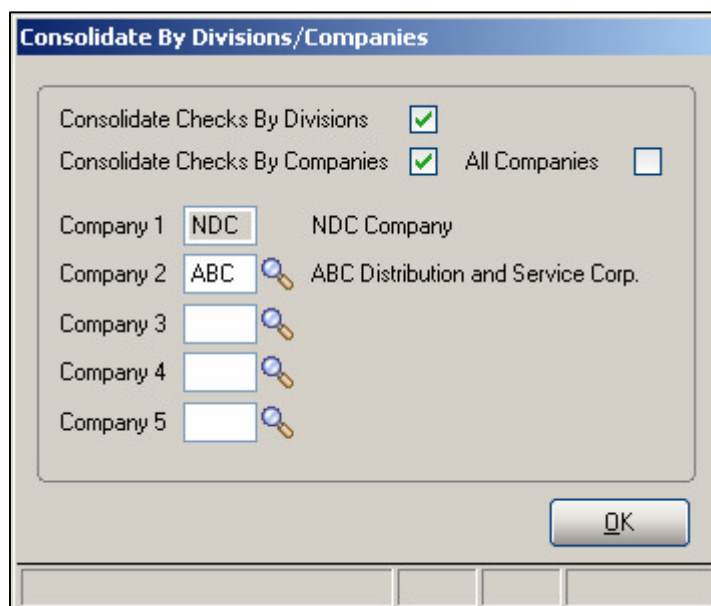 Consolidate By Divisions/Companies
Consolidate Checks By Divisions
Consolidate Checks By Companies All Companies
Company 1 NDC NDC Company
Company 2 ABC ABC Distribution and Service Corp.
Company 3
Company 4
Company 5
OK